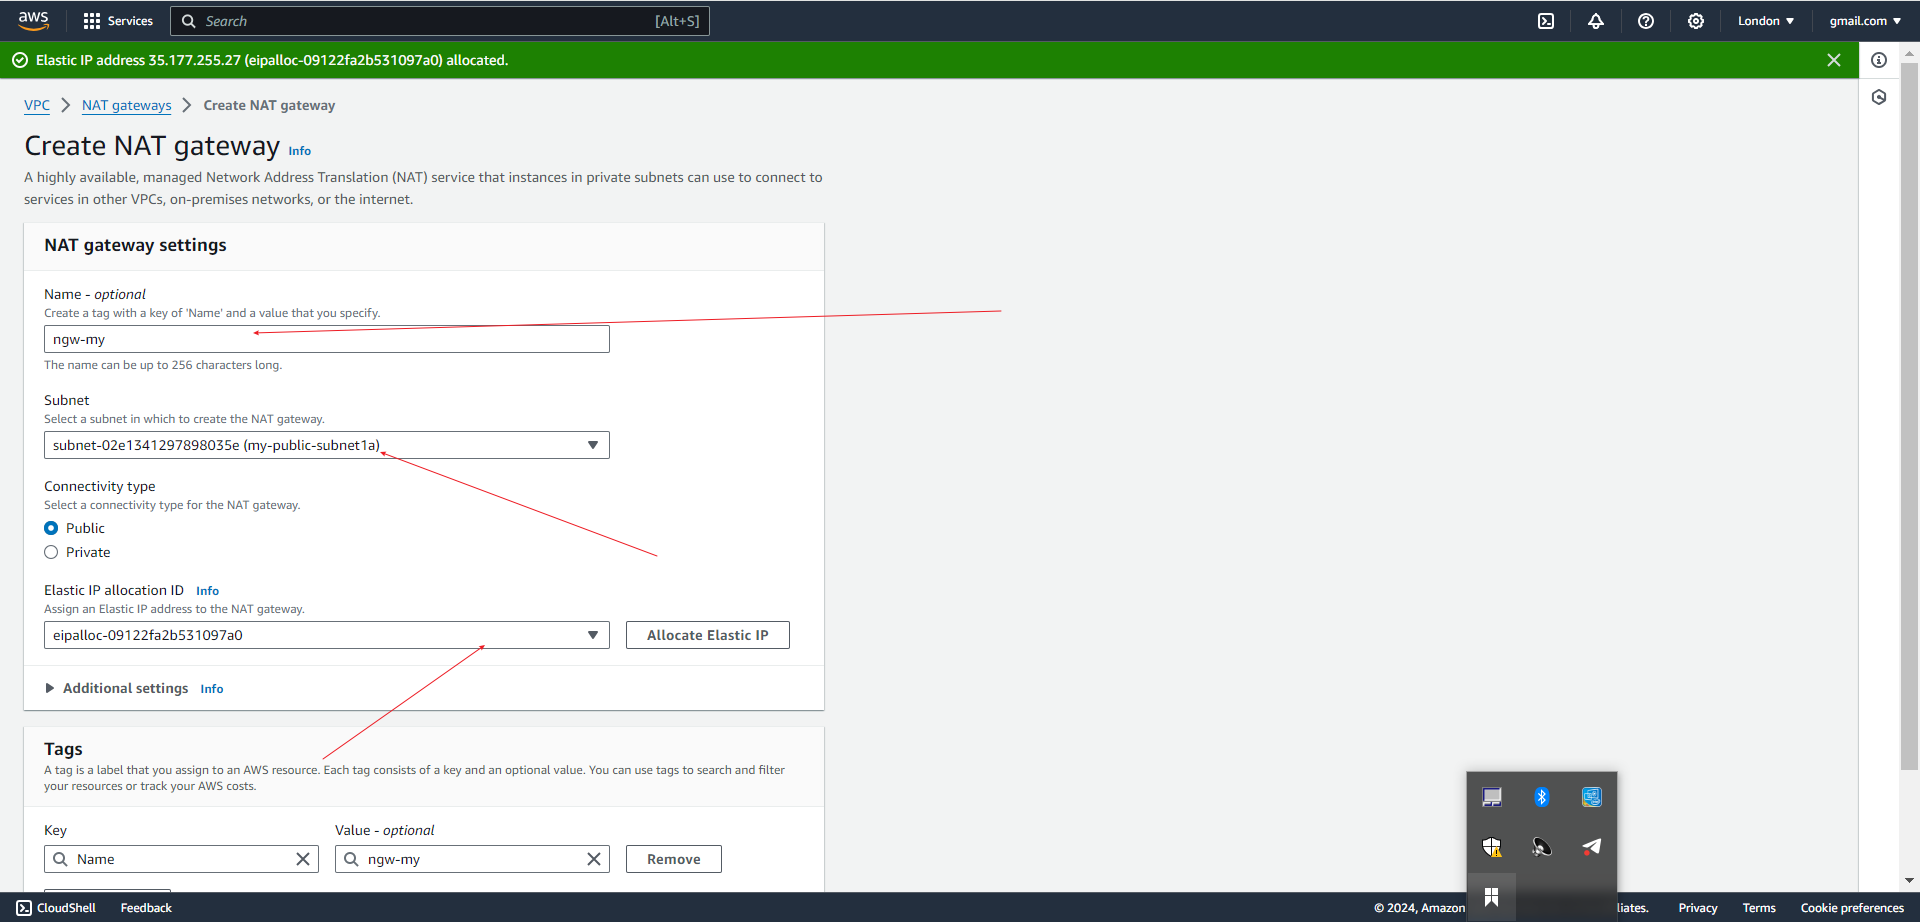 aws
Services
Search
[Alt+S]
London
gmail.com
Elastic IP address 35.177.255.27 (eipalloc-09122fa2b531097a0) allocated.
VPC
NAT gateways
Create NAT gateway
Create NAT gateway Info
A highly available, managed Network Address Translation (NAT) service that instances in private subnets can use to connect to
services in other VPCs, on-premises networks, or the internet.
NAT gateway settings
Name - optional
Create a tag with a key of 'Name' and a value that you specify.
ngw-my
The name can be up to 256 characters long.
Subnet
Select a subnet in which to create the NAT gateway.
subnet-02e1341297898035e (my-public-subnet1a)
Connectivity type
Select a connectivity type for the NAT gateway.
Public
Private
Elastic IP allocation ID Info
Assign an Elastic IP address to the NAT gateway.
eipalloc-09122fa2b531097a0
Allocate Elastic IP
Additional settings Info
Tags
A tag is a label that you assign to an AWS resource. Each tag consists of a key and an optional value. You can use tags to search and filter
your resources or track your AWS costs.
Key
Value - optional
Name
ngw-my
Remove
CloudShell
Feedback
© 2024, Amazon
liates.
Privacy
Terms
Cookie preferences